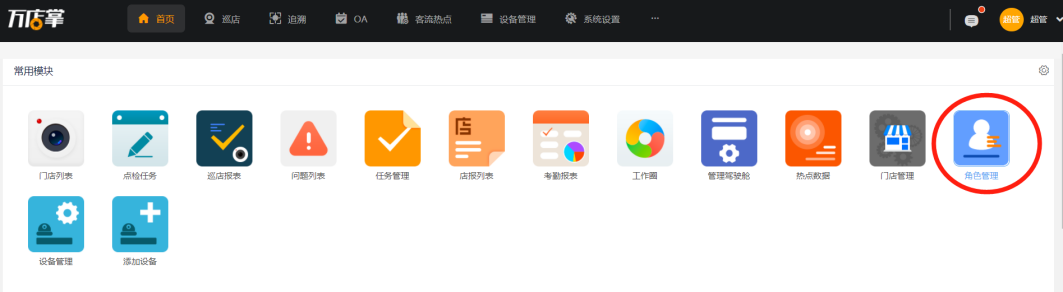 万店掌 首页 巡店 追溯 OA 客流热点 设备管理 系统设置 ... 超管 超管
常用模块
门店列表 点检任务 巡店报表 问题列表 任务管理 店报列表 考勤报表 工作圈 管理驾驶舱 热点数据 门店管理 角色管理
设备管理 添加设备